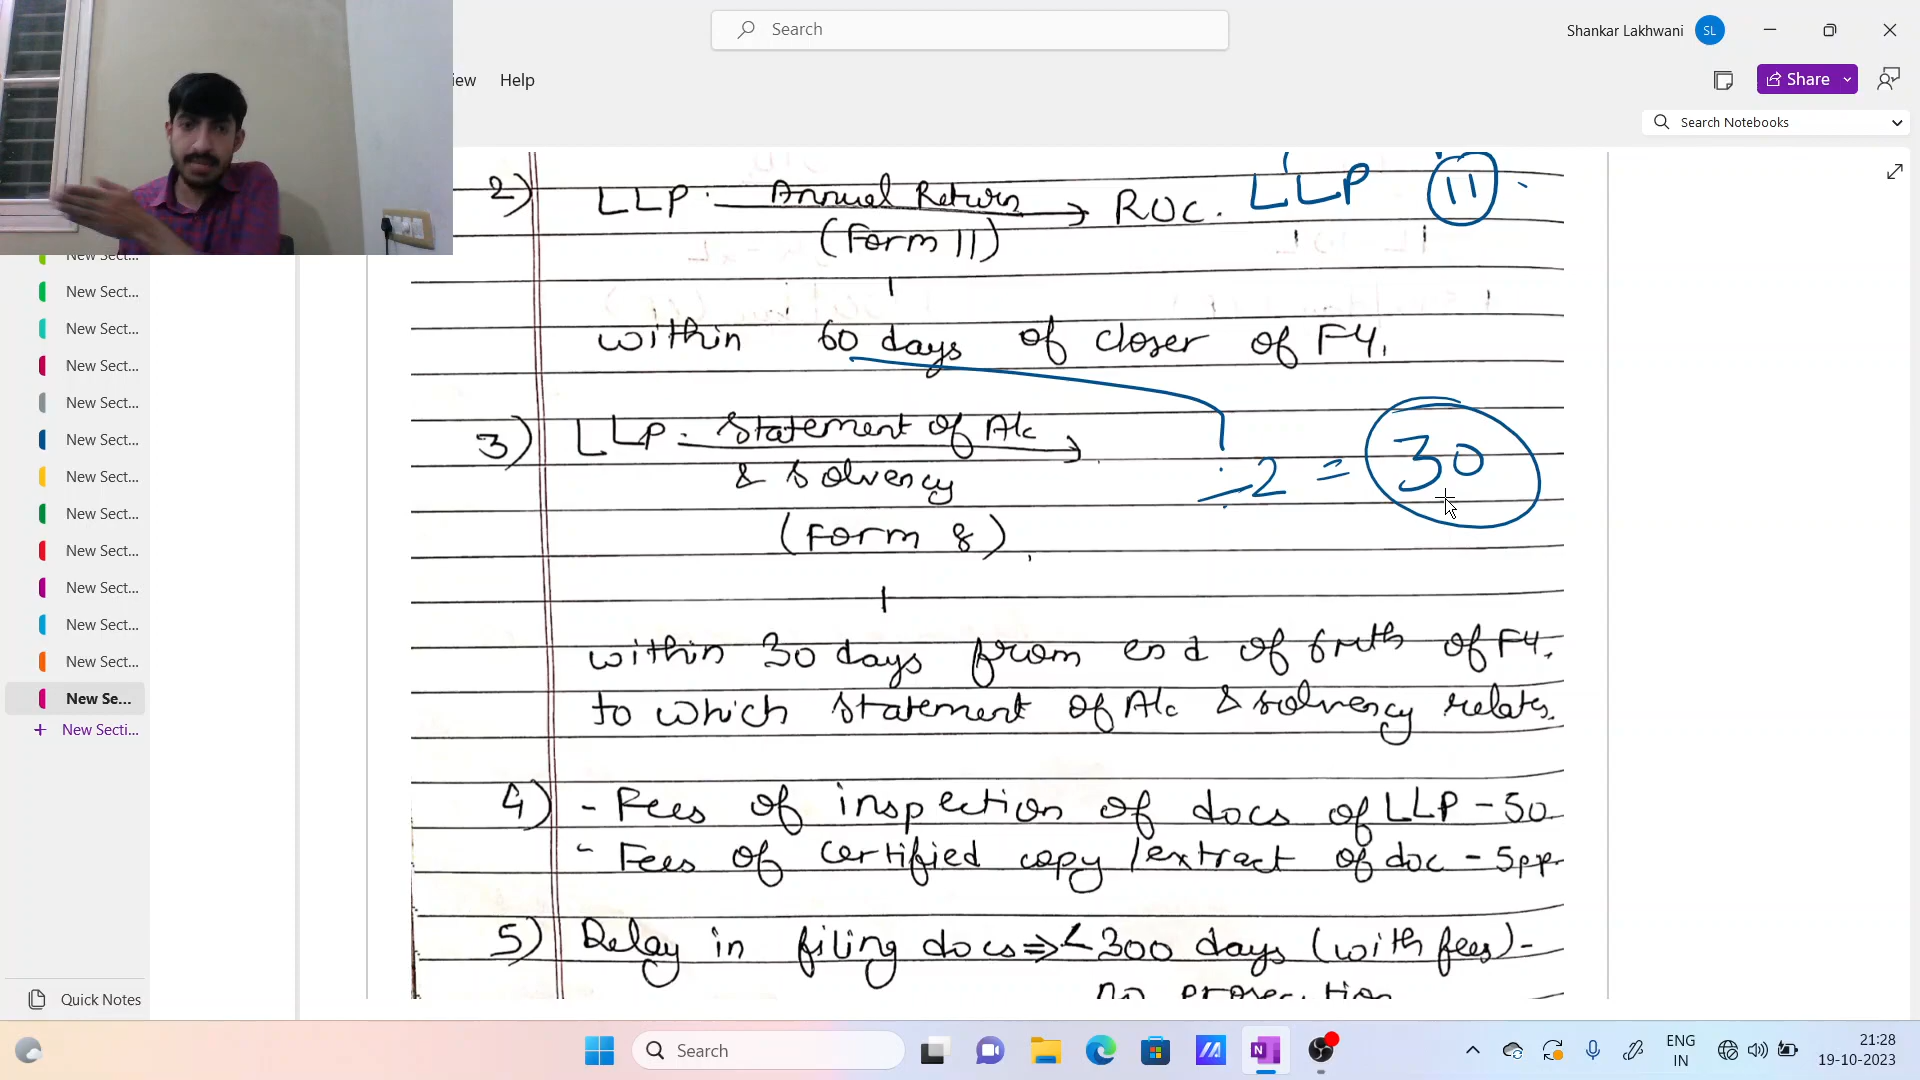 Search
Shankar Lakhwani SL
iew Help
Share
Search Notebooks
2) LLP Annual Return ROC. LLP 11
(Form 11)
within 60 days of closer of FY.
3) LLP Statement of A/c
& solvency
÷2 = 30
(Form 8)
within 30 days from end of 6mth of FY.
to which statement of A/c & solvency relates.
4) - Fees of inspection of docs of LLP - 50
- Fees of certified copy / extract of doc - 5pp.
5) Delay in filing docs ⇒ < 300 days (with fees) -
no prosecution
New Sect...
New Sect...
New Sect...
New Sect...
New Sect...
New Sect...
New Sect...
New Sect...
New Sect...
New Sect...
New Sect...
New Sect...
New Se...
+ New Secti...
Quick Notes
Search
ENG
IN
21:28
19-10-2023